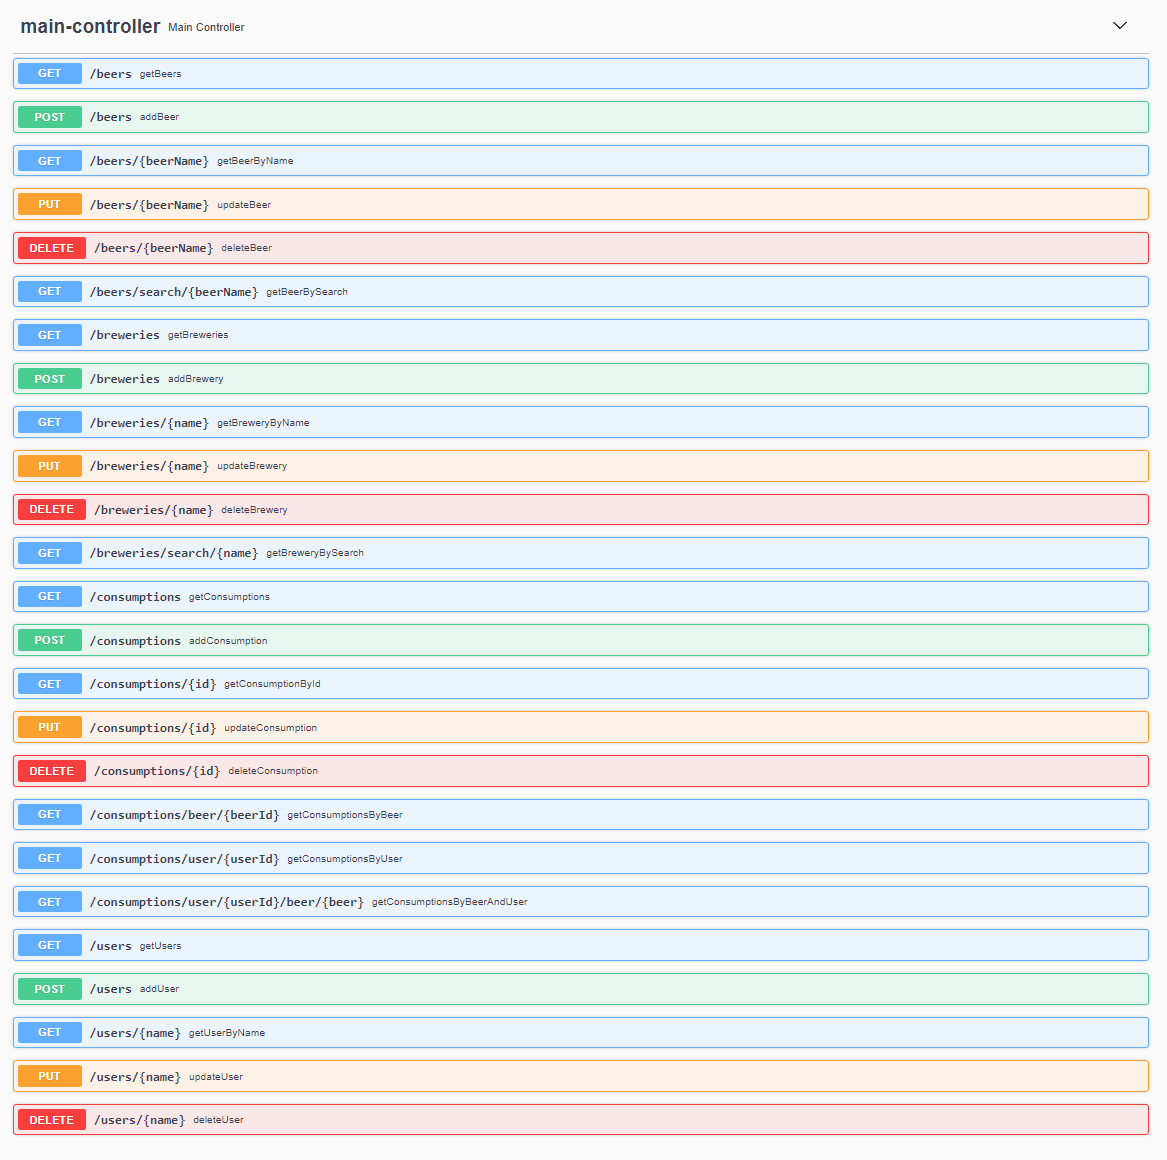 main-controller Main Controller
GET /beers getBeers
POST /beers addBeer
GET /beers/{beerName} getBeerByName
PUT /beers/{beerName} updateBeer
DELETE /beers/{beerName} deleteBeer
GET /beers/search/{beerName} getBeerBySearch
GET /breweries getBreweries
POST /breweries addBrewery
GET /breweries/{name} getBreweryByName
PUT /breweries/{name} updateBrewery
DELETE /breweries/{name} deleteBrewery
GET /breweries/search/{name} getBreweryBySearch
GET /consumptions getConsumptions
POST /consumptions addConsumption
GET /consumptions/{id} getConsumptionById
PUT /consumptions/{id} updateConsumption
DELETE /consumptions/{id} deleteConsumption
GET /consumptions/beer/{beerId} getConsumptionsByBeer
GET /consumptions/user/{userId} getConsumptionsByUser
GET /consumptions/user/{userId}/beer/{beer} getConsumptionsByBeerAndUser
GET /users getUsers
POST /users addUser
GET /users/{name} getUserByName
PUT /users/{name} updateUser
DELETE /users/{name} deleteUser